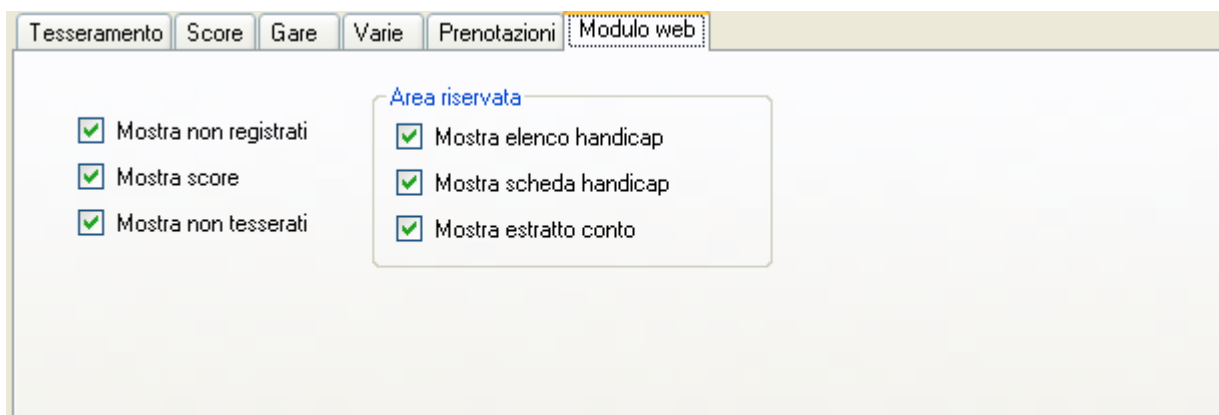 Tesseramento Score Gare Varie Prenotazioni Modulo web
Mostra non registrati
Mostra score
Mostra non tesserati
Area riservata
Mostra elenco handicap
Mostra scheda handicap
Mostra estratto conto